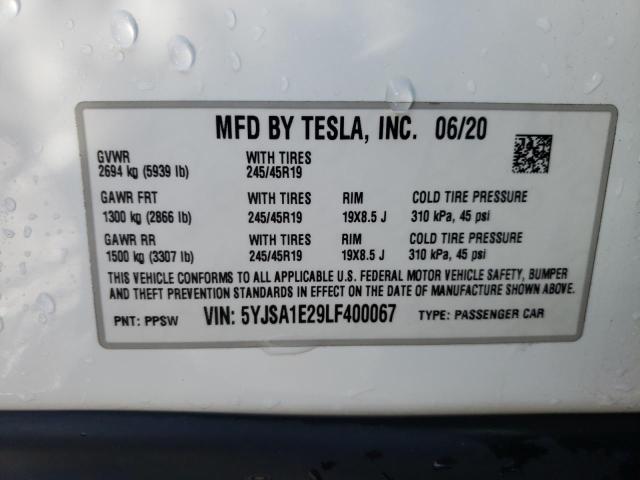 MFD BY TESLA, INC. 06/20
GVWR WITH TIRES
2694 kg (5939 lb) 245/45R19
GAWR FRT WITH TIRES RIM COLD TIRE PRESSURE
1300 kg (2866 lb) 245/45R19 19X8.5 J 310 kPa, 45 psi
GAWR RR WITH TIRES RIM COLD TIRE PRESSURE
1500 kg (3307 lb) 245/45R19 19X8.5 J 310 kPa, 45 psi
THIS VEHICLE CONFORMS TO ALL APPLICABLE U.S. FEDERAL MOTOR VEHICLE SAFETY, BUMPER
AND THEFT PREVENTION STANDARDS IN EFFECT ON THE DATE OF MANUFACTURE SHOWN ABOVE.
PNT: PPSW VIN: 5YJSA1E29LF400067 TYPE: PASSENGER CAR